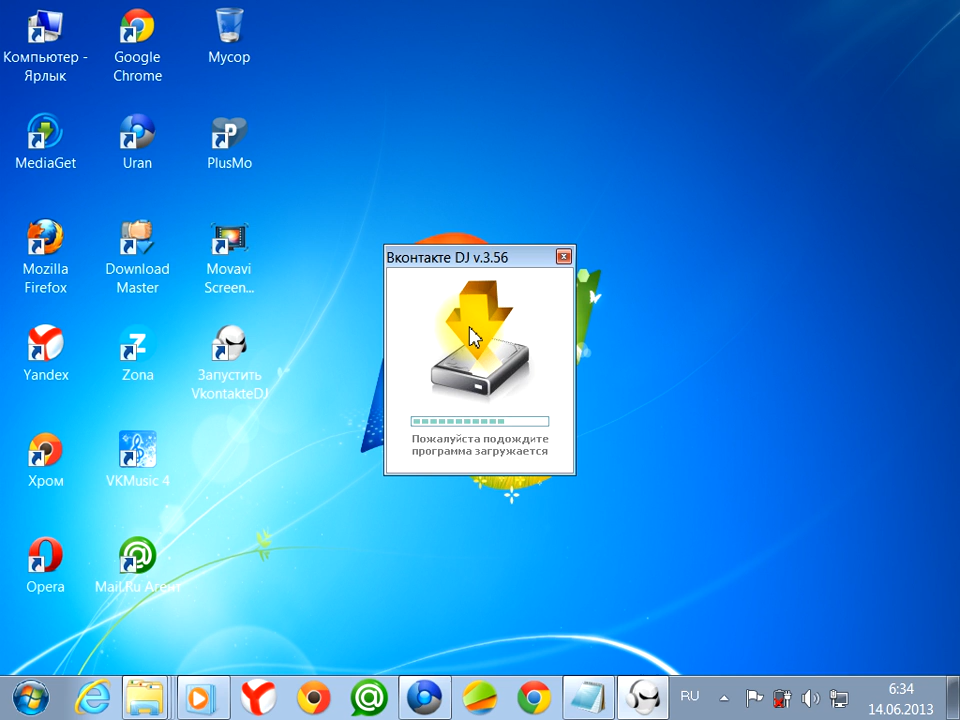 Компьютер -
Ярлык
Google
Chrome
Мусор
MediaGet
Uran
PlusMo
Mozilla
Firefox
Download
Master
Movavi
Screen...
Yandex
Zona
Запустить
VkontakteDJ
Хром
VKMusic 4
Opera
Mail.Ru Агент
Вконтакте DJ v.3.56
Пожалуйста подождите
программа загружается
RU
6:34
14.06.2013